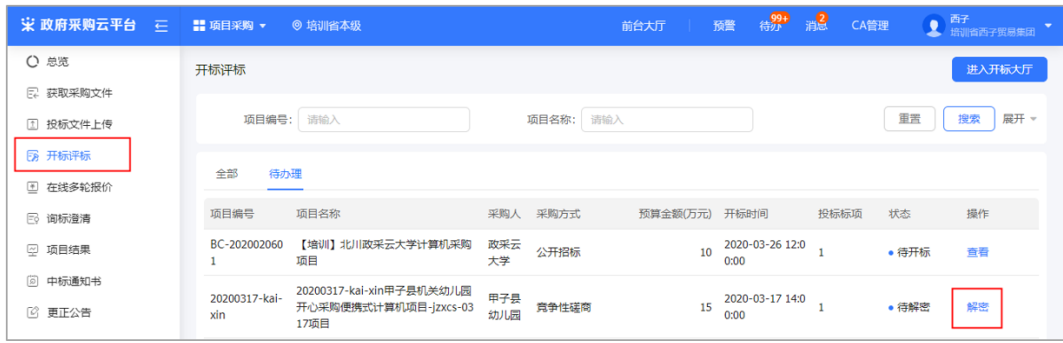 政府采购云平台
项目采购
培训省本级
前台大厅
预警
待办
99+
消息
2
CA管理
西子
培训省西子贸易集团
总览
获取采购文件
投标文件上传
开标评标
在线多轮报价
询标澄清
项目结果
中标通知书
更正公告
开标评标
进入开标大厅
项目编号: 请输入
项目名称: 请输入
重置
搜索
展开
全部
待办理
项目编号 项目名称 采购人 采购方式 预算金额(万元) 开标时间 投标标项 状态 操作
BC-202002060
1
【培训】北川政采云大学计算机采购
项目
政采云
大学
公开招标
10
2020-03-26 12:0
0:00
1
待开标
查看
20200317-kai-
xin
20200317-kai-xin甲子县机关幼儿园
开心采购便携式计算机项目-jzxcs-03
17项目
甲子县
幼儿园
竞争性磋商
15
2020-03-17 14:0
0:00
1
待解密
解密